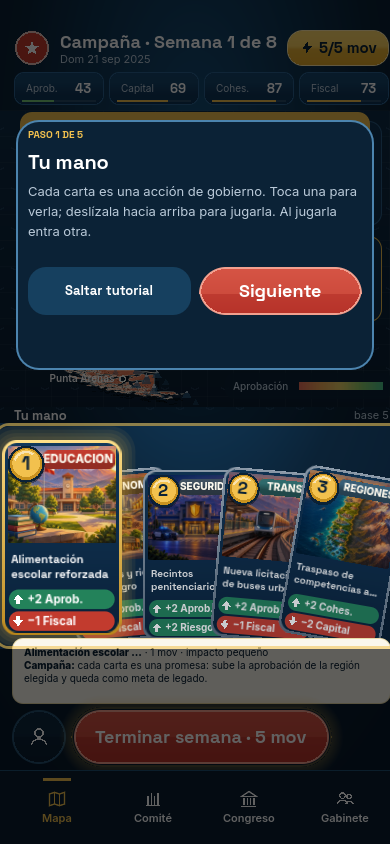 Campaña · Semana 1 de 8
Dom 21 sep 2025
5/5 mov
Aprob. 43
Capital 69
Cohes. 87
Fiscal 73
PASO 1 DE 5
Tu mano
Cada carta es una acción de gobierno. Toca una para
verla; deslízala hacia arriba para jugarla. Al jugarla
entra otra.
Saltar tutorial
Siguiente
Punta Arenas
Aprobación
Tu mano
base 5
1
EDUCACION
Alimentación
escolar reforzada
+2 Aprob.
−1 Fiscal
2
SEGURID
Recintos
penitenciario
+2 Aprob.
+2 Riesgo
2
TRANS
Nueva licitac
de buses urb
+2 Aprob
−1 Fiscal
3
REGIONES
Traspaso de
competencias a…
+2 Cohes.
−2 Capital
Alimentación escolar ... · 1 mov · impacto pequeño
Campaña: cada carta es una promesa: sube la aprobación de la región
elegida y queda como meta de legado.
Terminar semana · 5 mov
Mapa
Comité
Congreso
Gabinete